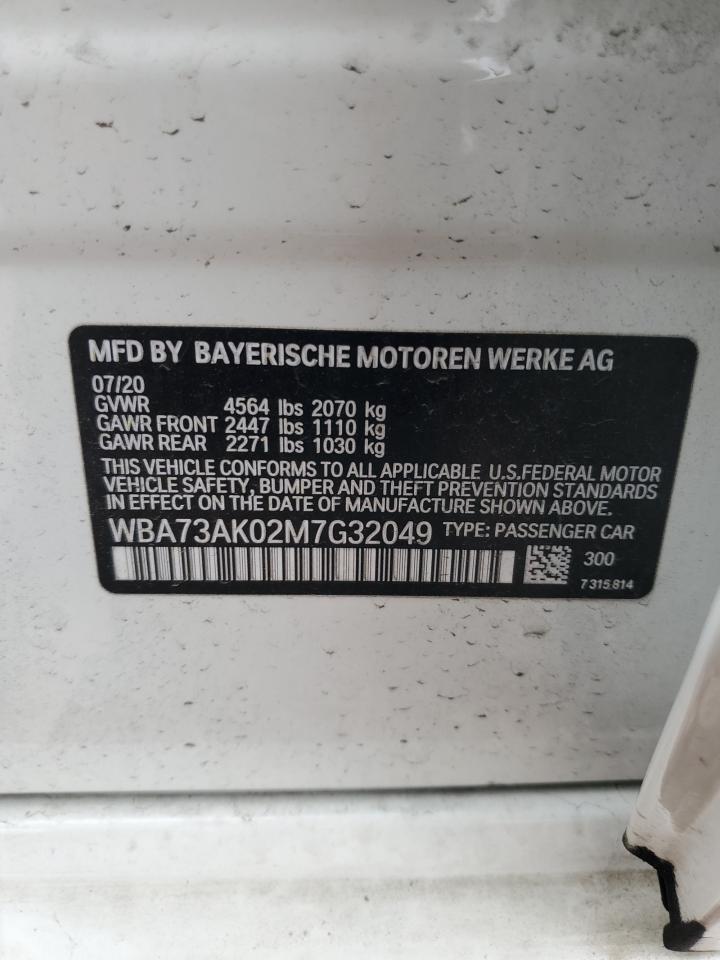 MFD BY BAYERISCHE MOTOREN WERKE AG
07/20
GVWR 4564 lbs 2070 kg
GAWR FRONT 2447 lbs 1110 kg
GAWR REAR 2271 lbs 1030 kg
THIS VEHICLE CONFORMS TO ALL APPLICABLE U.S.FEDERAL MOTOR
VEHICLE SAFETY, BUMPER AND THEFT PREVENTION STANDARDS
IN EFFECT ON THE DATE OF MANUFACTURE SHOWN ABOVE.
WBA73AK02M7G32049 TYPE: PASSENGER CAR
300
7 315.814